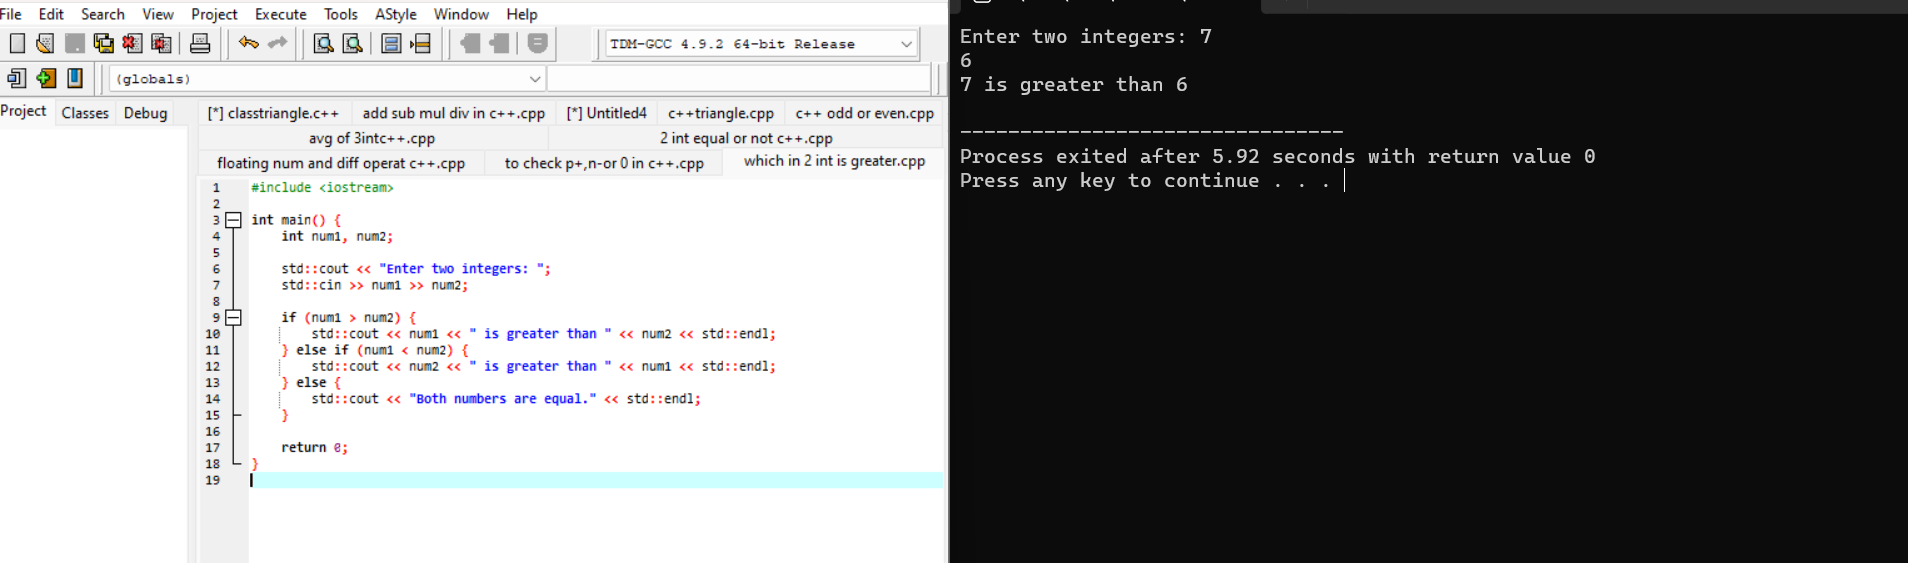 File Edit Search View Project Execute Tools AStyle Window Help
TDM-GCC 4.9.2 64-bit Release
(globals)
Project Classes Debug
[*] classtriangle.c++ add sub mul div in c++.cpp [*] Untitled4 c++triangle.cpp c++ odd or even.cpp
avg of 3intc++.cpp 2 int equal or not c++.cpp
floating num and diff operat c++.cpp to check p+,n-or 0 in c++.cpp which in 2 int is greater.cpp
1 #include <iostream>
2
3 int main() {
4 int num1, num2;
5
6 std::cout << "Enter two integers: ";
7 std::cin >> num1 >> num2;
8
9 if (num1 > num2) {
10 std::cout << num1 << " is greater than " << num2 << std::endl;
11 } else if (num1 < num2) {
12 std::cout << num2 << " is greater than " << num1 << std::endl;
13 } else {
14 std::cout << "Both numbers are equal." << std::endl;
15 }
16
17 return 0;
18 }
19
Enter two integers: 7
6
7 is greater than 6
--------------------------------
Process exited after 5.92 seconds with return value 0
Press any key to continue . . .